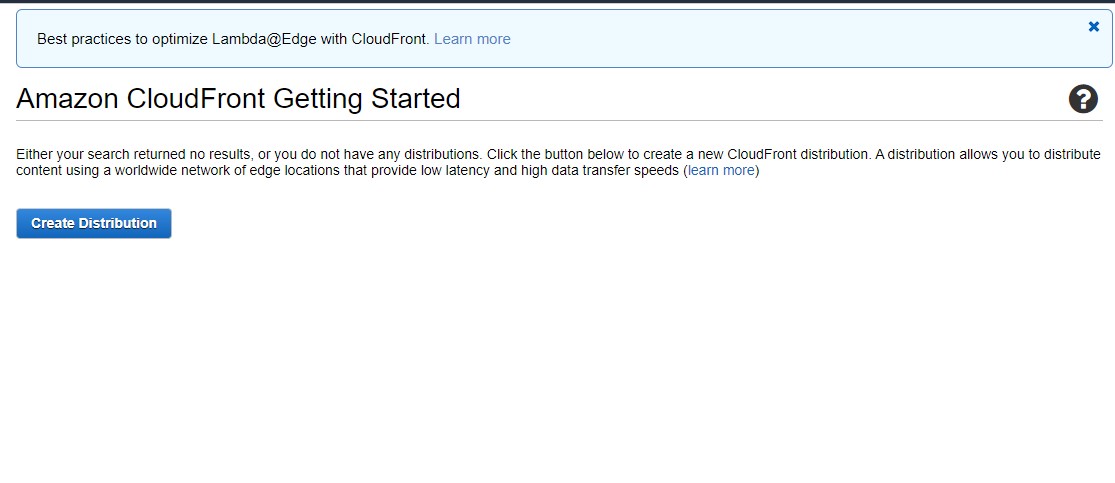 Best practices to optimize Lambda@Edge with CloudFront. Learn more
Amazon CloudFront Getting Started
Either your search returned no results, or you do not have any distributions. Click the button below to create a new CloudFront distribution. A distribution allows you to distribute
content using a worldwide network of edge locations that provide low latency and high data transfer speeds (learn more)
Create Distribution